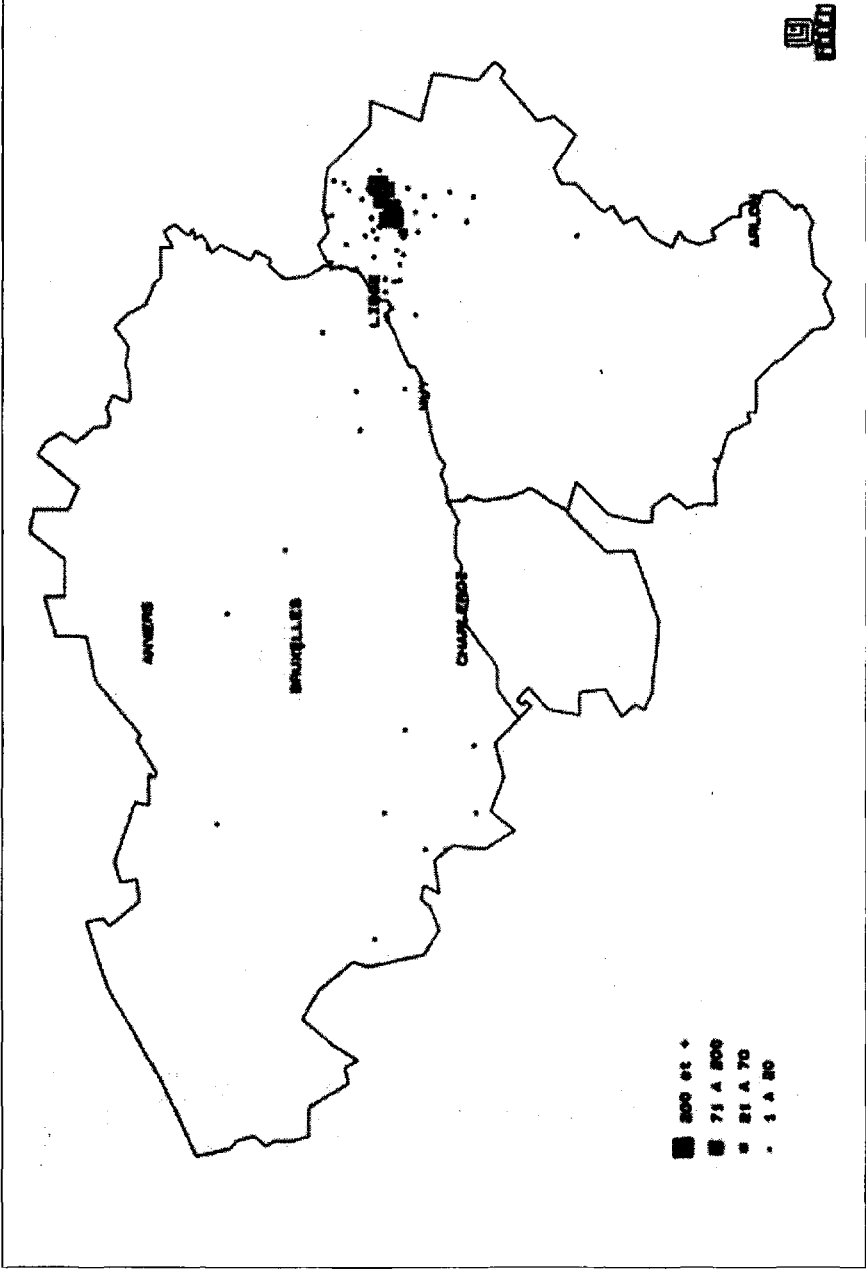 ANVERS
BRUXELLES
LIEGE
HUY
CHARLEROI
ARLON
200 et +
71 A 200
21 A 70
1 A 20